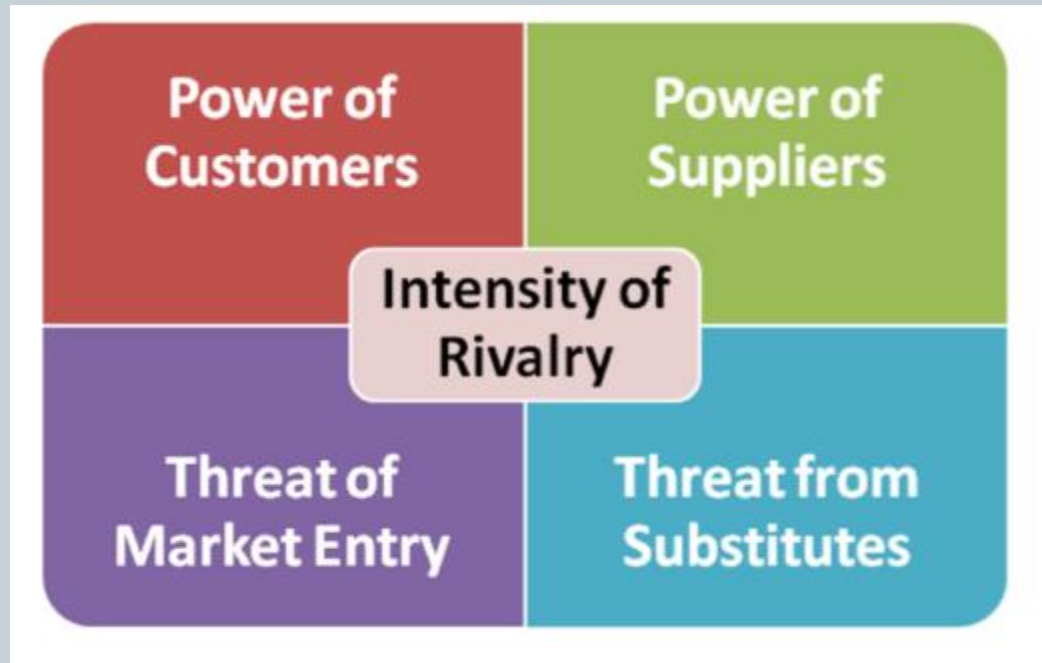 Power of
Customers
Power of
Suppliers
Intensity of
Rivalry
Threat of
Market Entry
Threat from
Substitutes